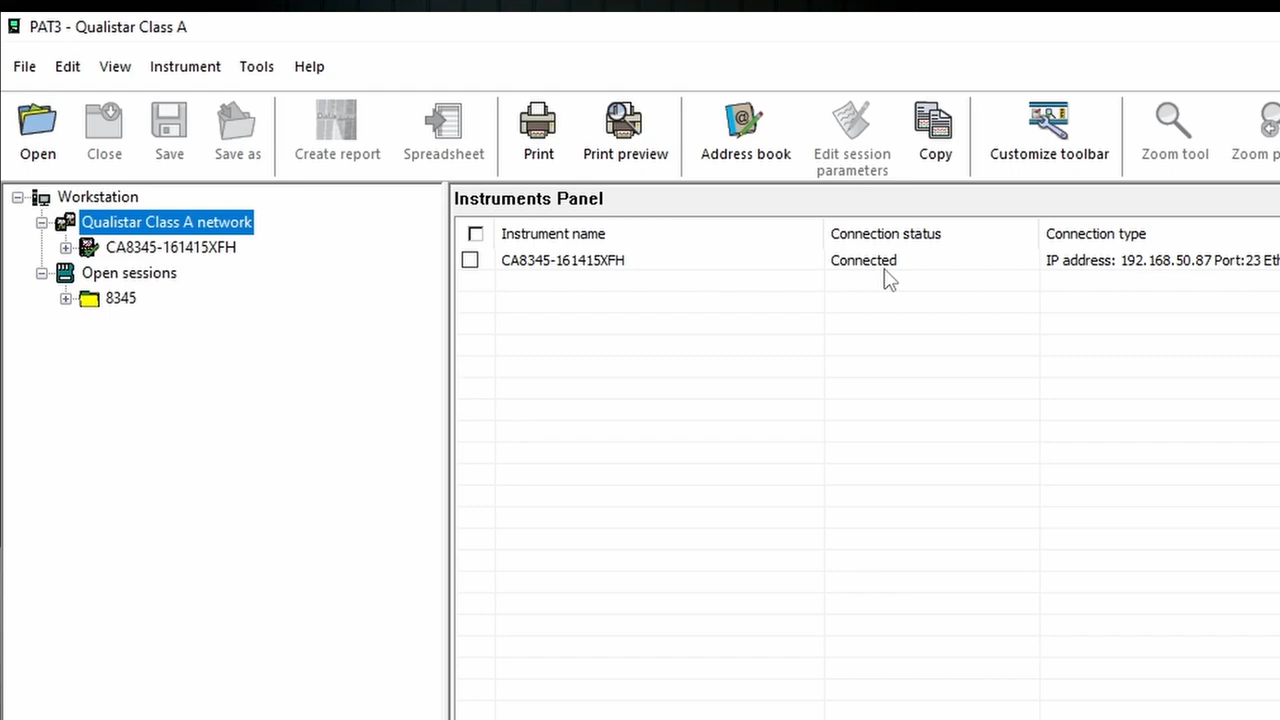 PAT3 - Qualistar Class A
File Edit View Instrument Tools Help
Open Close Save Save as Create report Spreadsheet Print Print preview Address book Edit session parameters Copy Customize toolbar Zoom tool Zoom
Workstation
Qualistar Class A network
CA8345-161415XFH
Open sessions
8345
Instruments Panel
Instrument name Connection status Connection type
CA8345-161415XFH Connected IP address: 192.168.50.87 Port:23